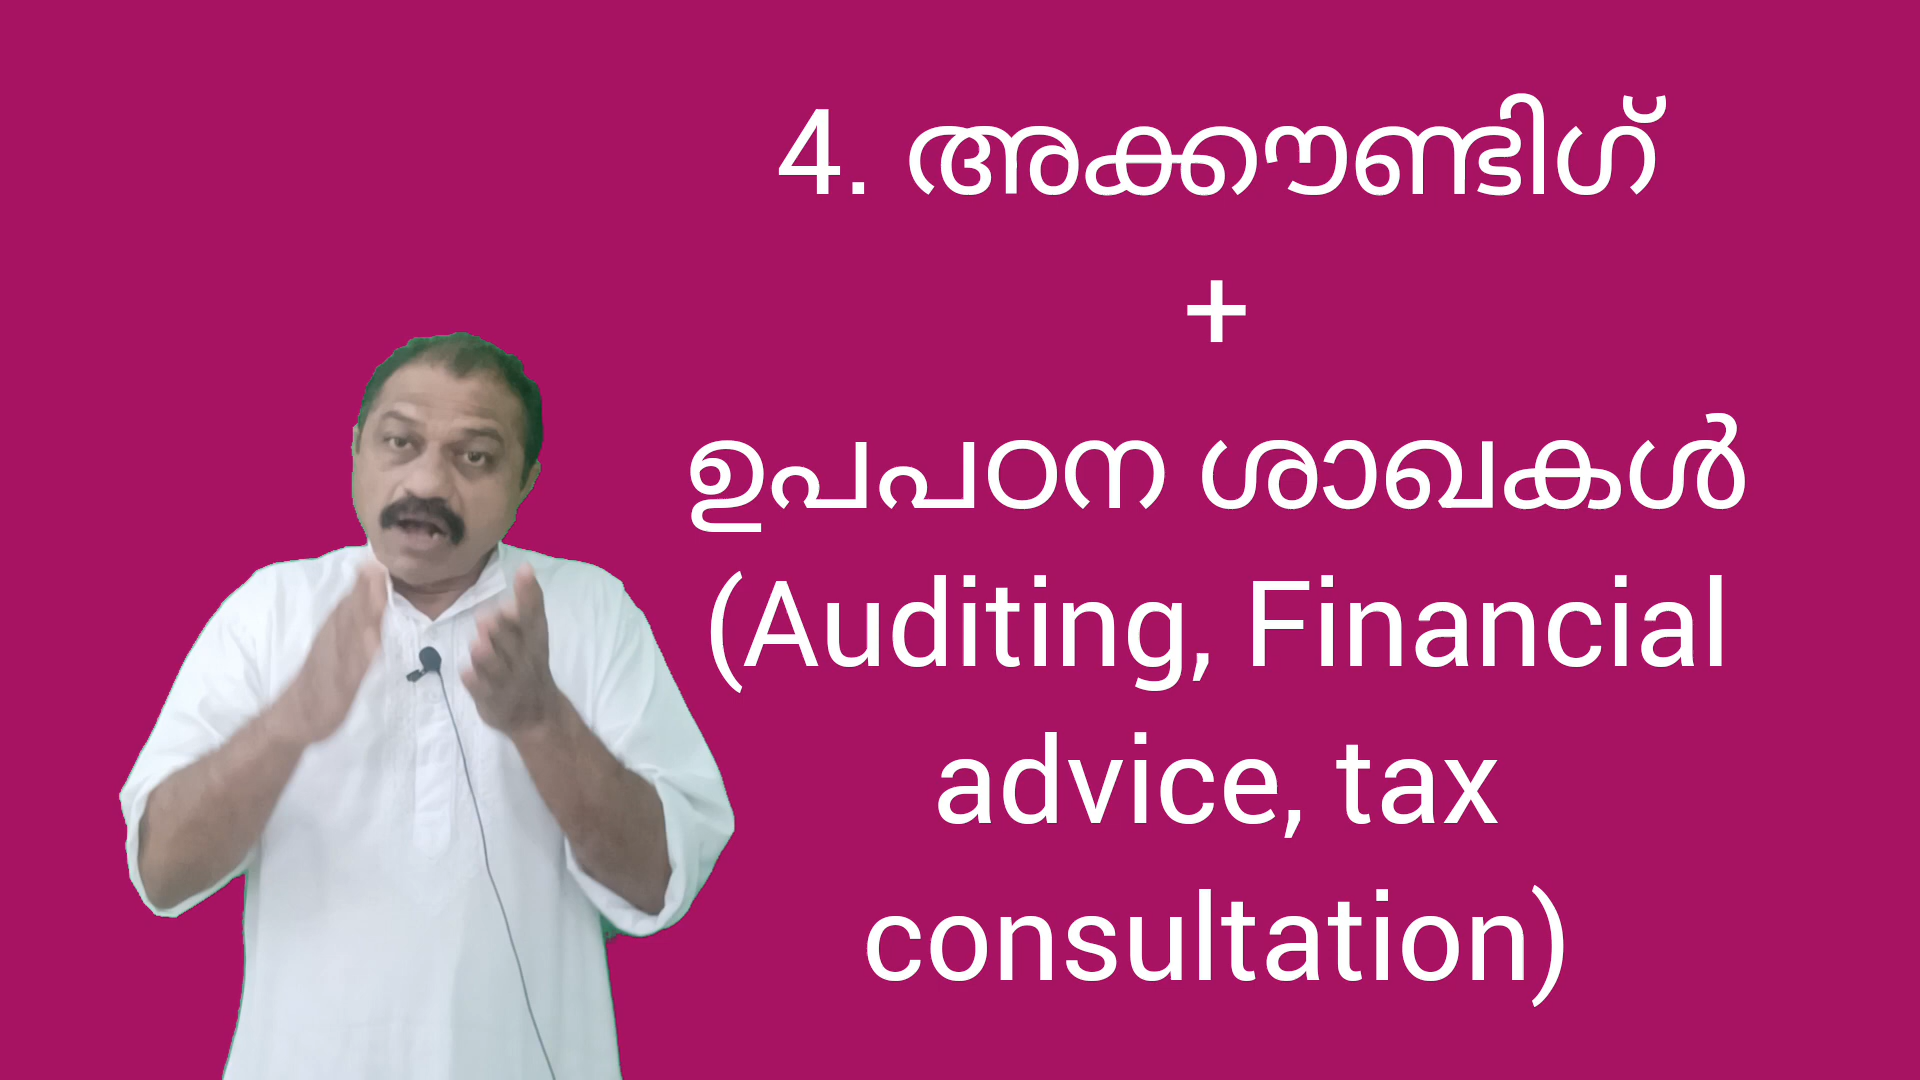 4. അക്കൗണ്ടിഗ്
+
ഉപപഠന ശാഖകൾ
(Auditing, Financial
advice, tax
consultation)